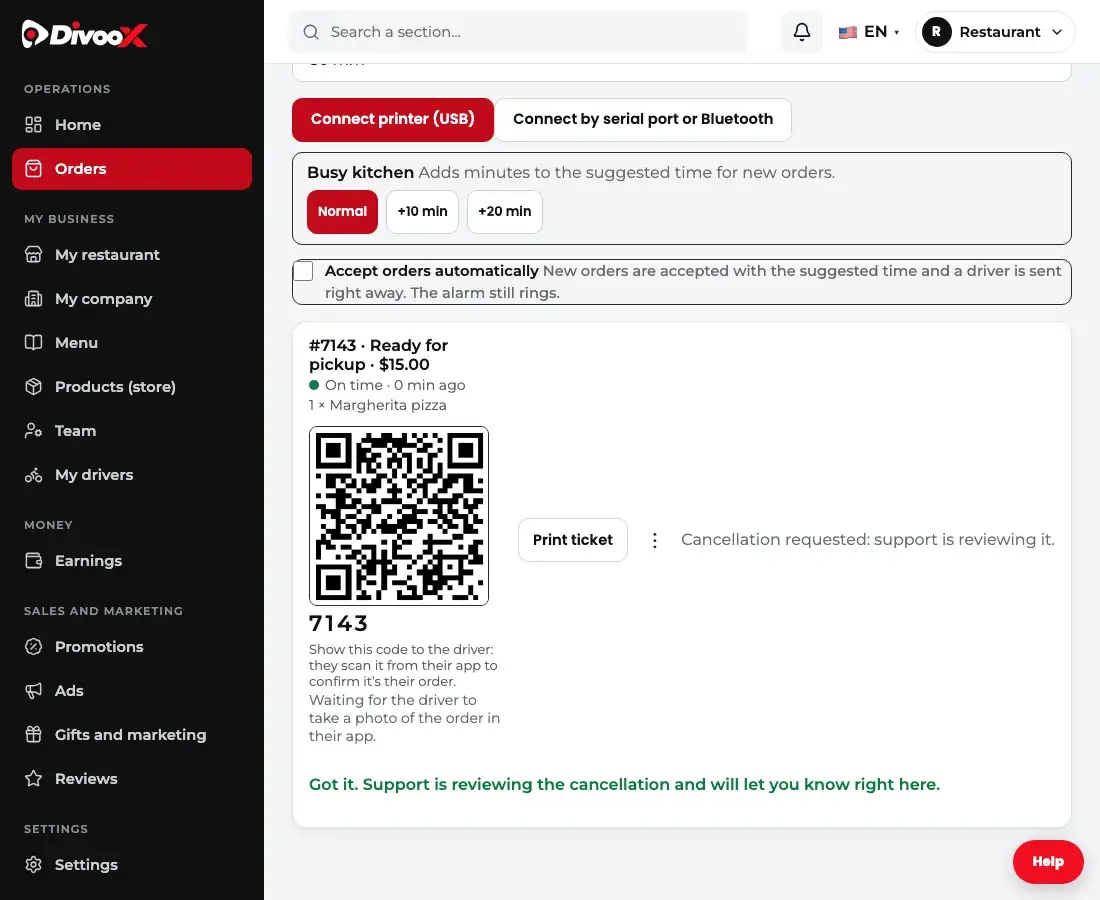 DivooX
Search a section...
EN
R
Restaurant
OPERATIONS
Home
Orders
MY BUSINESS
My restaurant
My company
Menu
Products (store)
Team
My drivers
MONEY
Earnings
SALES AND MARKETING
Promotions
Ads
Gifts and marketing
Reviews
SETTINGS
Settings
Connect printer (USB)
Connect by serial port or Bluetooth
Busy kitchen Adds minutes to the suggested time for new orders.
Normal
+10 min
+20 min
Accept orders automatically New orders are accepted with the suggested time and a driver is sent
right away. The alarm still rings.
#7143 · Ready for
pickup · $15.00
On time · 0 min ago
1 × Margherita pizza
Print ticket
Cancellation requested: support is reviewing it.
7143
Show this code to the driver:
they scan it from their app to
confirm it's their order.
Waiting for the driver to
take a photo of the order in
their app.
Got it. Support is reviewing the cancellation and will let you know right here.
Help